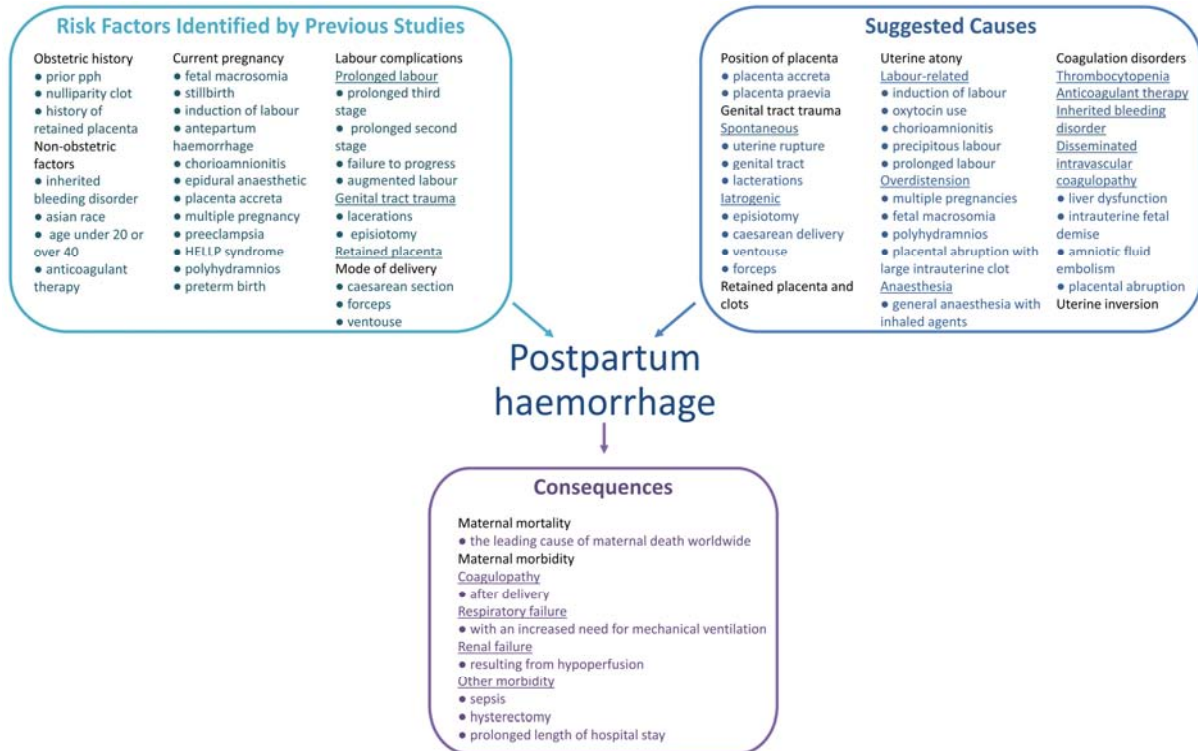 Risk Factors Identified by Previous Studies
Obstetric history
● prior pph
● nulliparity clot
● history of
retained placenta
Non-obstetric
factors
● inherited
bleeding disorder
● asian race
● age under 20 or
over 40
● anticoagulant
therapy
Current pregnancy
● fetal macrosomia
● stillbirth
● induction of labour
● antepartum
haemorrhage
● chorioamnionitis
● epidural anaesthetic
● placenta accreta
● multiple pregnancy
● preeclampsia
● HELLP syndrome
● polyhydramnios
● preterm birth
Labour complications
Prolonged labour
● prolonged third
stage
● prolonged second
stage
● failure to progress
● augmented labour
Genital tract trauma
● lacerations
● episiotomy
Retained placenta
Mode of delivery
● caesarean section
● forceps
● ventouse
Suggested Causes
Position of placenta
● placenta accreta
● placenta praevia
Genital tract trauma
Spontaneous
● uterine rupture
● genital tract
● lacterations
Iatrogenic
● episiotomy
● caesarean delivery
● ventouse
● forceps
Retained placenta and
clots
Uterine atony
Labour-related
● induction of labour
● oxytocin use
● chorioamnionitis
● precipitous labour
● prolonged labour
Overdistension
● multiple pregnancies
● fetal macrosomia
● polyhydramnios
● placental abruption with
large intrauterine clot
Anaesthesia
● general anaesthesia with
inhaled agents
Coagulation disorders
Thrombocytopenia
Anticoagulant therapy
Inherited bleeding
disorder
Disseminated
intravascular
coagulopathy
● liver dysfunction
● intrauterine fetal
demise
● amniotic fluid
embolism
● placental abruption
Uterine inversion
Postpartum
haemorrhage
Consequences
Maternal mortality
● the leading cause of maternal death worldwide
Maternal morbidity
Coagulopathy
● after delivery
Respiratory failure
● with an increased need for mechanical ventilation
Renal failure
● resulting from hypoperfusion
Other morbidity
● sepsis
● hysterectomy
● prolonged length of hospital stay